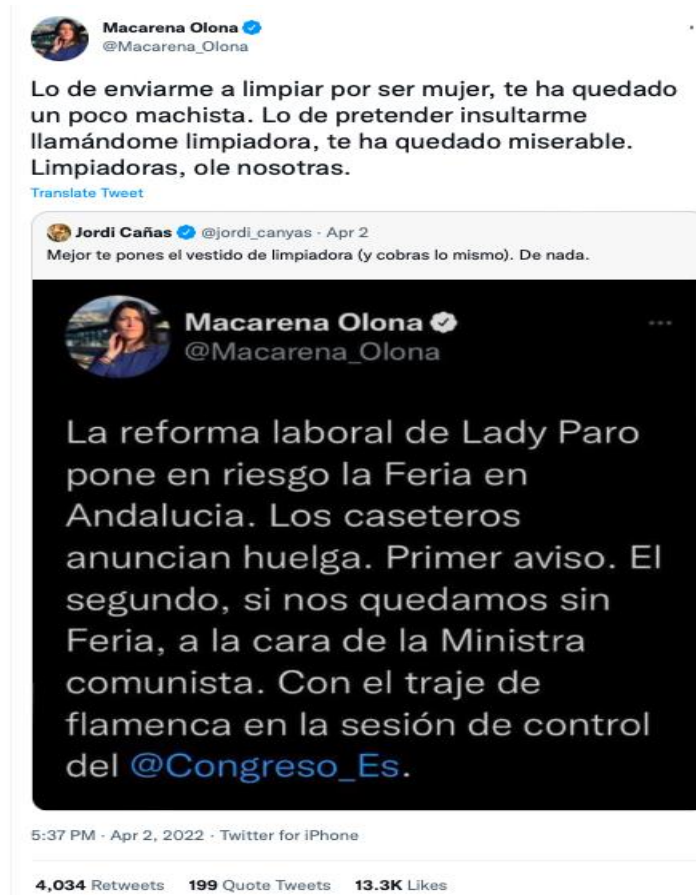 Macarena Olona
@Macarena_Olona
Lo de enviarme a limpiar por ser mujer, te ha quedado
un poco machista. Lo de pretender insultarme
llamándome limpiadora, te ha quedado miserable.
Limpiadoras, ole nosotras.
Translate Tweet
Jordi Cañas @jordi_canyas · Apr 2
Mejor te pones el vestido de limpiadora (y cobras lo mismo). De nada.
Macarena Olona
@Macarena_Olona
La reforma laboral de Lady Paro
pone en riesgo la Feria en
Andalucia. Los caseteros
anuncian huelga. Primer aviso. El
segundo, si nos quedamos sin
Feria, a la cara de la Ministra
comunista. Con el traje de
flamenca en la sesión de control
del @Congreso_Es.
5:37 PM · Apr 2, 2022 · Twitter for iPhone
4,034 Retweets 199 Quote Tweets 13.3K Likes